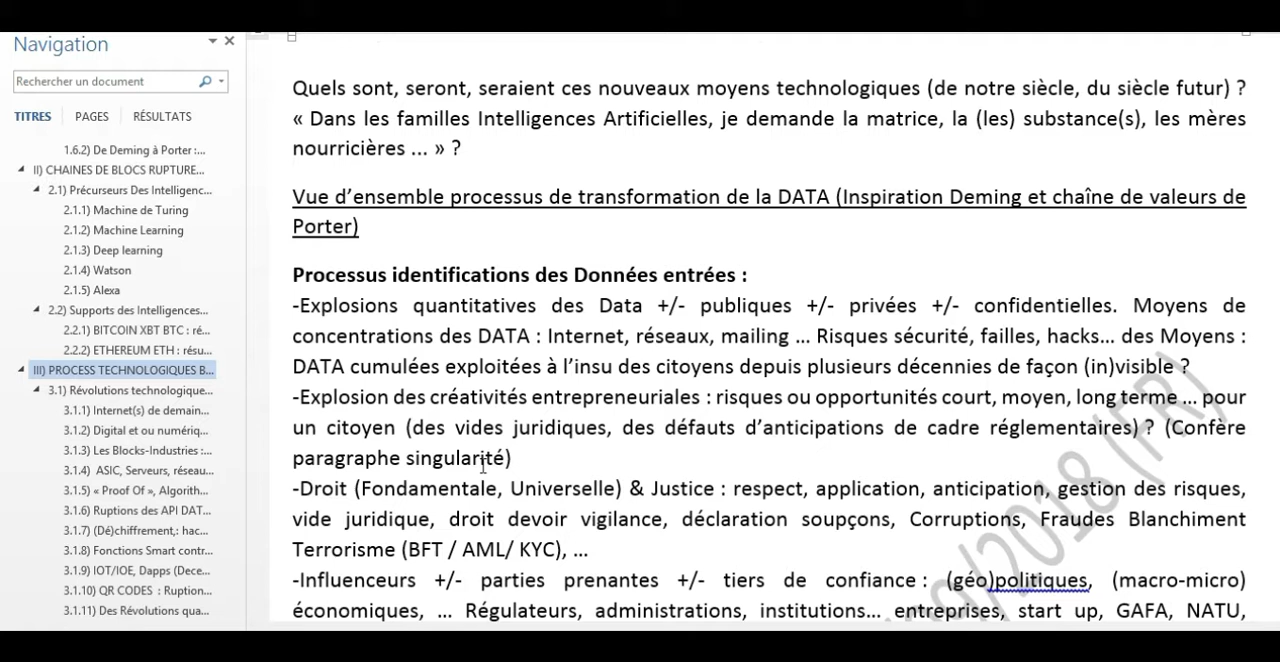 Navigation
Rechercher un document
TITRES PAGES RÉSULTATS
1.6.2) De Deming à Porter :...
II) CHAINES DE BLOCS RUPTURE...
2.1) Précurseurs Des Intelligenc...
2.1.1) Machine de Turing
2.1.2) Machine Learning
2.1.3) Deep learning
2.1.4) Watson
2.1.5) Alexa
2.2) Supports des Intelligences...
2.2.1) BITCOIN XBT BTC : ré...
2.2.2) ETHEREUM ETH : résu...
III) PROCESS TECHNOLOGIQUES B...
3.1) Révolutions technologique...
3.1.1) Internet(s) de demain...
3.1.2) Digital et ou numériq...
3.1.3) Les Blocks-Industries :...
3.1.4) ASIC, Serveurs, réseau...
3.1.5) « Proof Of », Algorith...
3.1.6) Ruptions des API DAT...
3.1.7) (Dé)chiffrement,: hac...
3.1.8) Fonctions Smart contr...
3.1.9) IOT/IOE, Dapps (Dece...
3.1.10) QR CODES : Ruption...
3.1.11) Des Révolutions qua...
Quels sont, seront, seraient ces nouveaux moyens technologiques (de notre siècle, du siècle futur) ?
« Dans les familles Intelligences Artificielles, je demande la matrice, la (les) substance(s), les mères
nourricières ... » ?
Vue d’ensemble processus de transformation de la DATA (Inspiration Deming et chaîne de valeurs de
Porter)
Processus identifications des Données entrées :
-Explosions quantitatives des Data +/- publiques +/- privées +/- confidentielles. Moyens de
concentrations des DATA : Internet, réseaux, mailing ... Risques sécurité, failles, hacks... des Moyens :
DATA cumulées exploitées à l’insu des citoyens depuis plusieurs décennies de façon (in)visible ?
-Explosion des créativités entrepreneuriales : risques ou opportunités court, moyen, long terme ... pour
un citoyen (des vides juridiques, des défauts d’anticipations de cadre réglementaires) ? (Confère
paragraphe singularité)
-Droit (Fondamentale, Universelle) & Justice : respect, application, anticipation, gestion des risques,
vide juridique, droit devoir vigilance, déclaration soupçons, Corruptions, Fraudes Blanchiment
Terrorisme (BFT / AML/ KYC), ...
-Influenceurs +/- parties prenantes +/- tiers de confiance : (géo)politiques, (macro-micro)
économiques, ... Régulateurs, administrations, institutions... entreprises, start up, GAFA, NATU,
/2018 (FR)